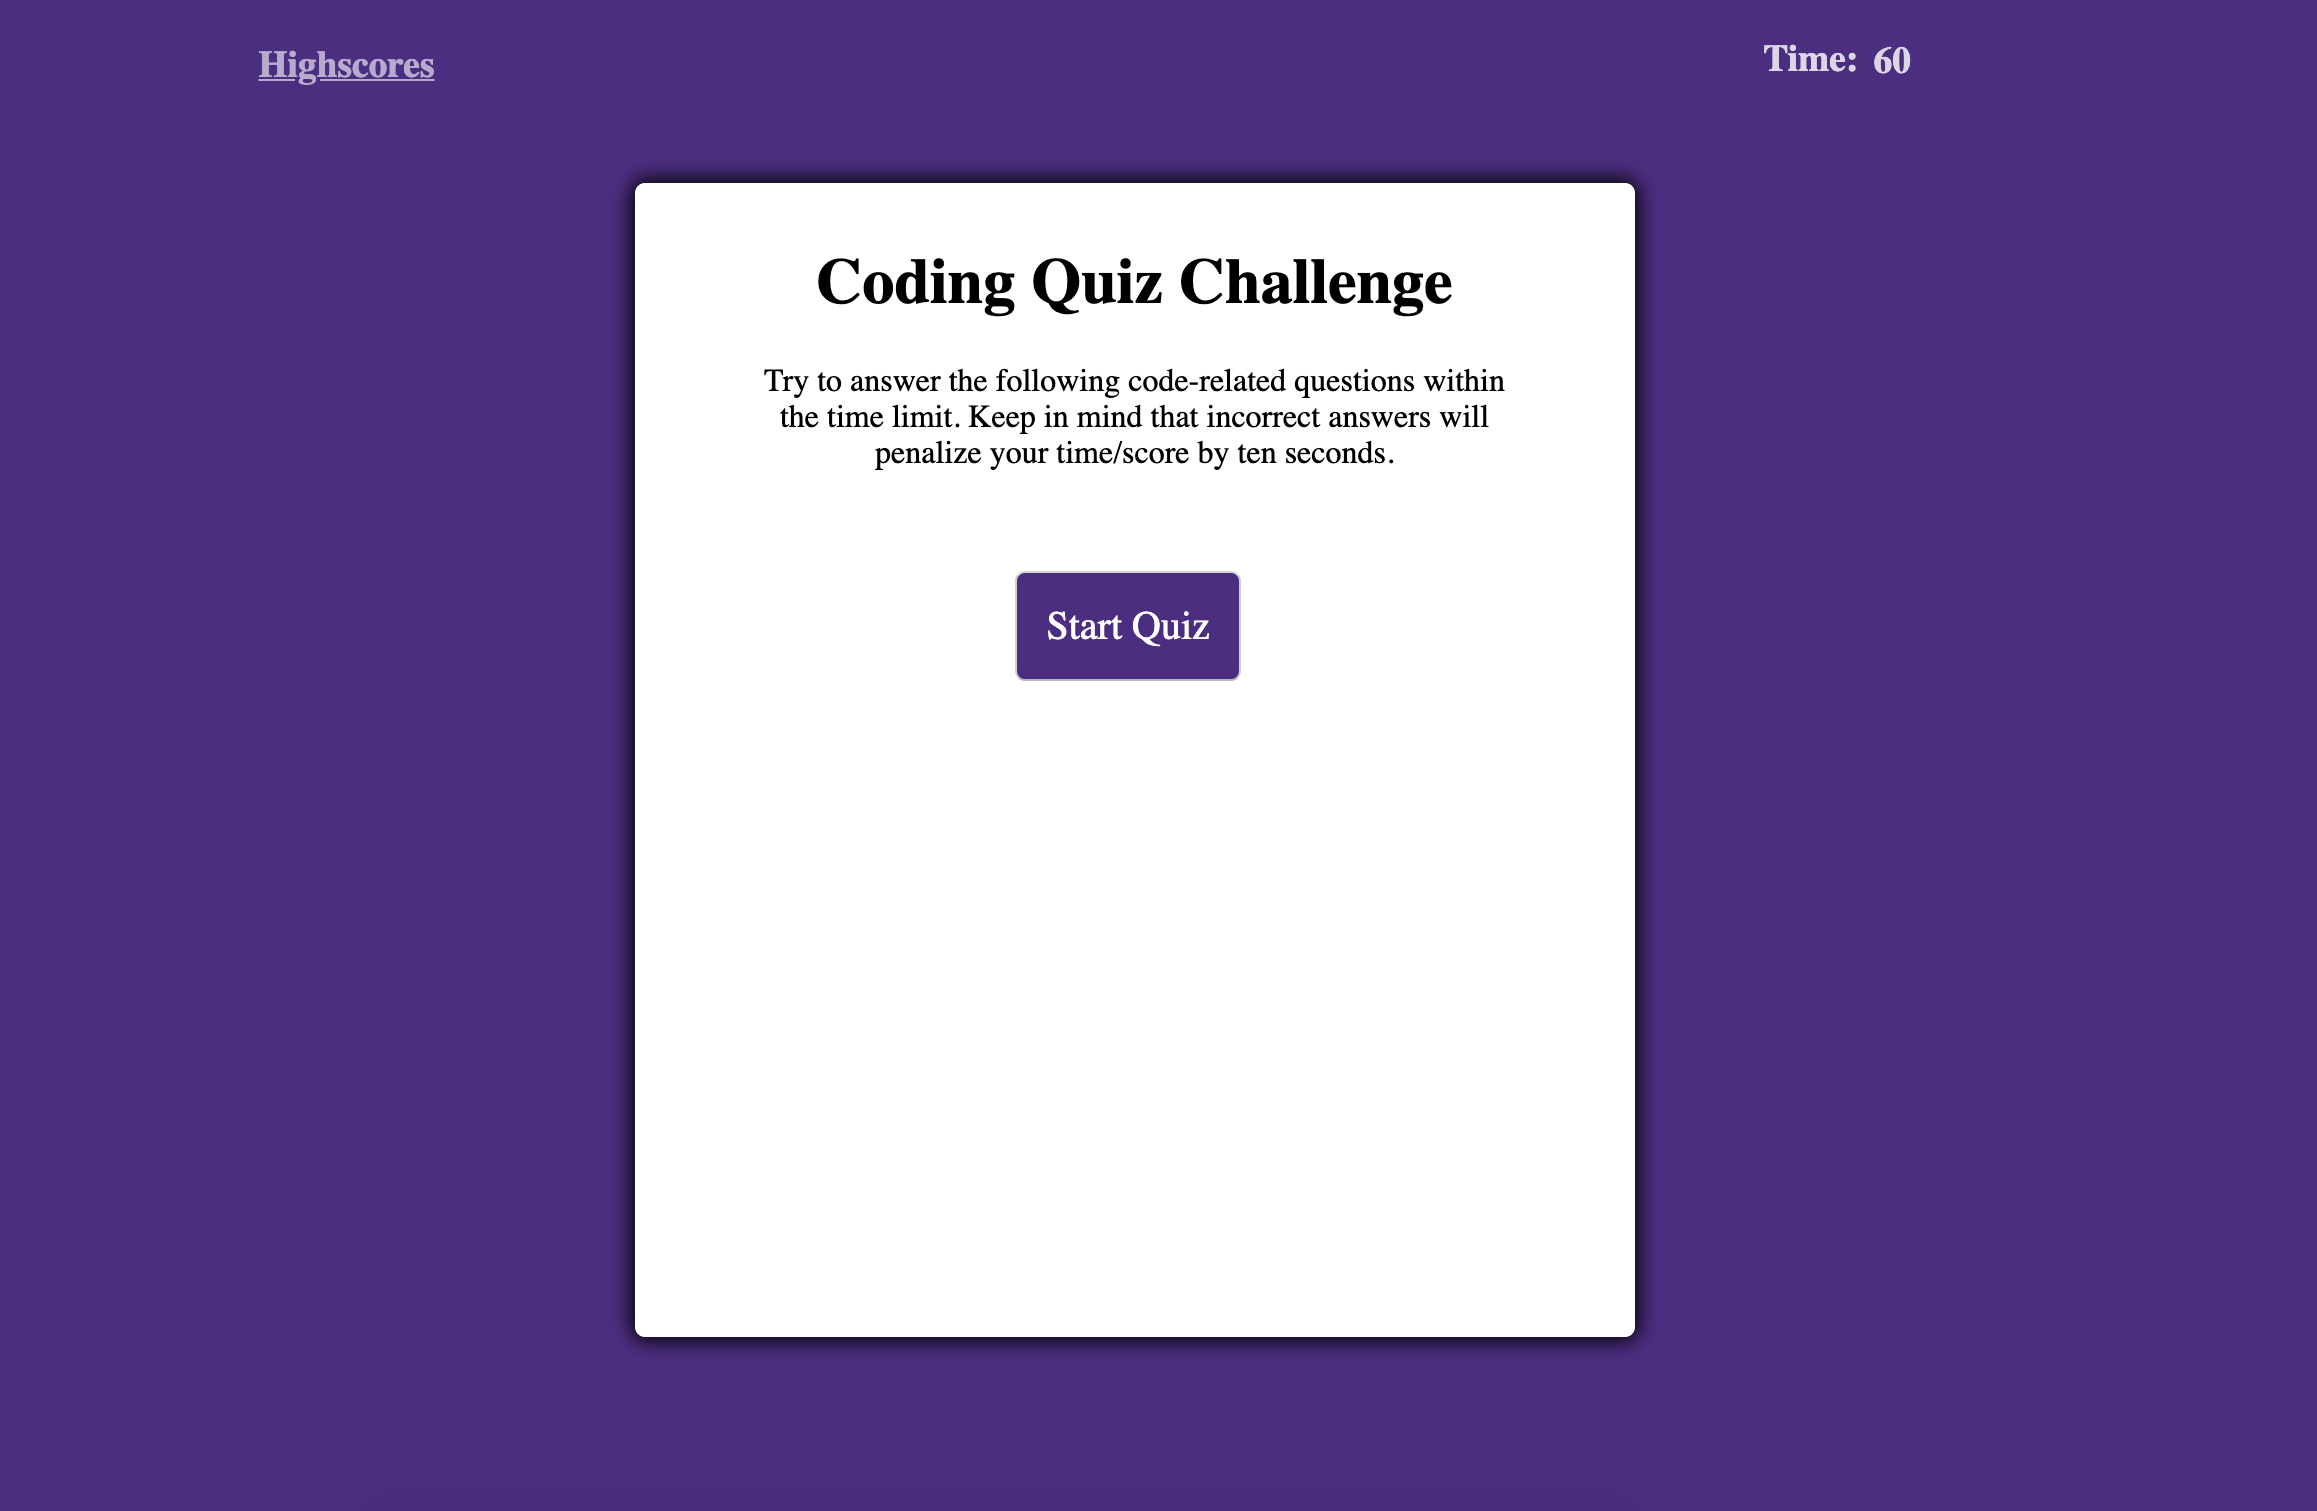 Highscores
Time: 60
Coding Quiz Challenge
Try to answer the following code-related questions within
the time limit. Keep in mind that incorrect answers will
penalize your time/score by ten seconds.
Start Quiz